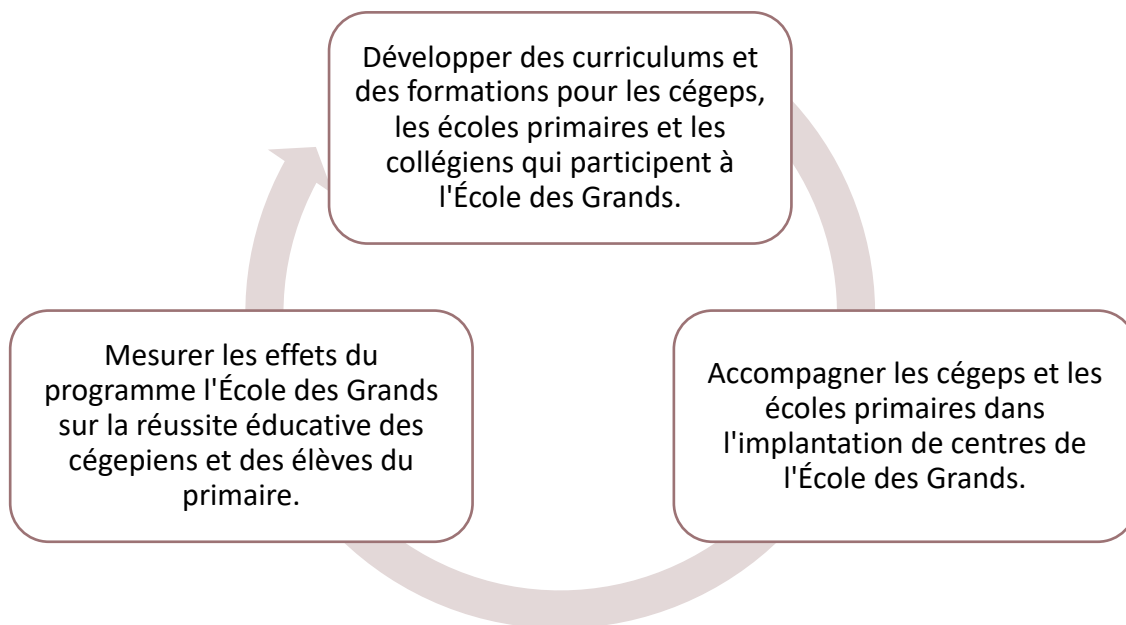 Développer des curriculums et
des formations pour les cégeps,
les écoles primaires et les
collégiens qui participent à
l'École des Grands.
Accompagner les cégeps et les
écoles primaires dans
l'implantation de centres de
l'École des Grands.
Mesurer les effets du
programme l'École des Grands
sur la réussite éducative des
cégepiens et des élèves du
primaire.